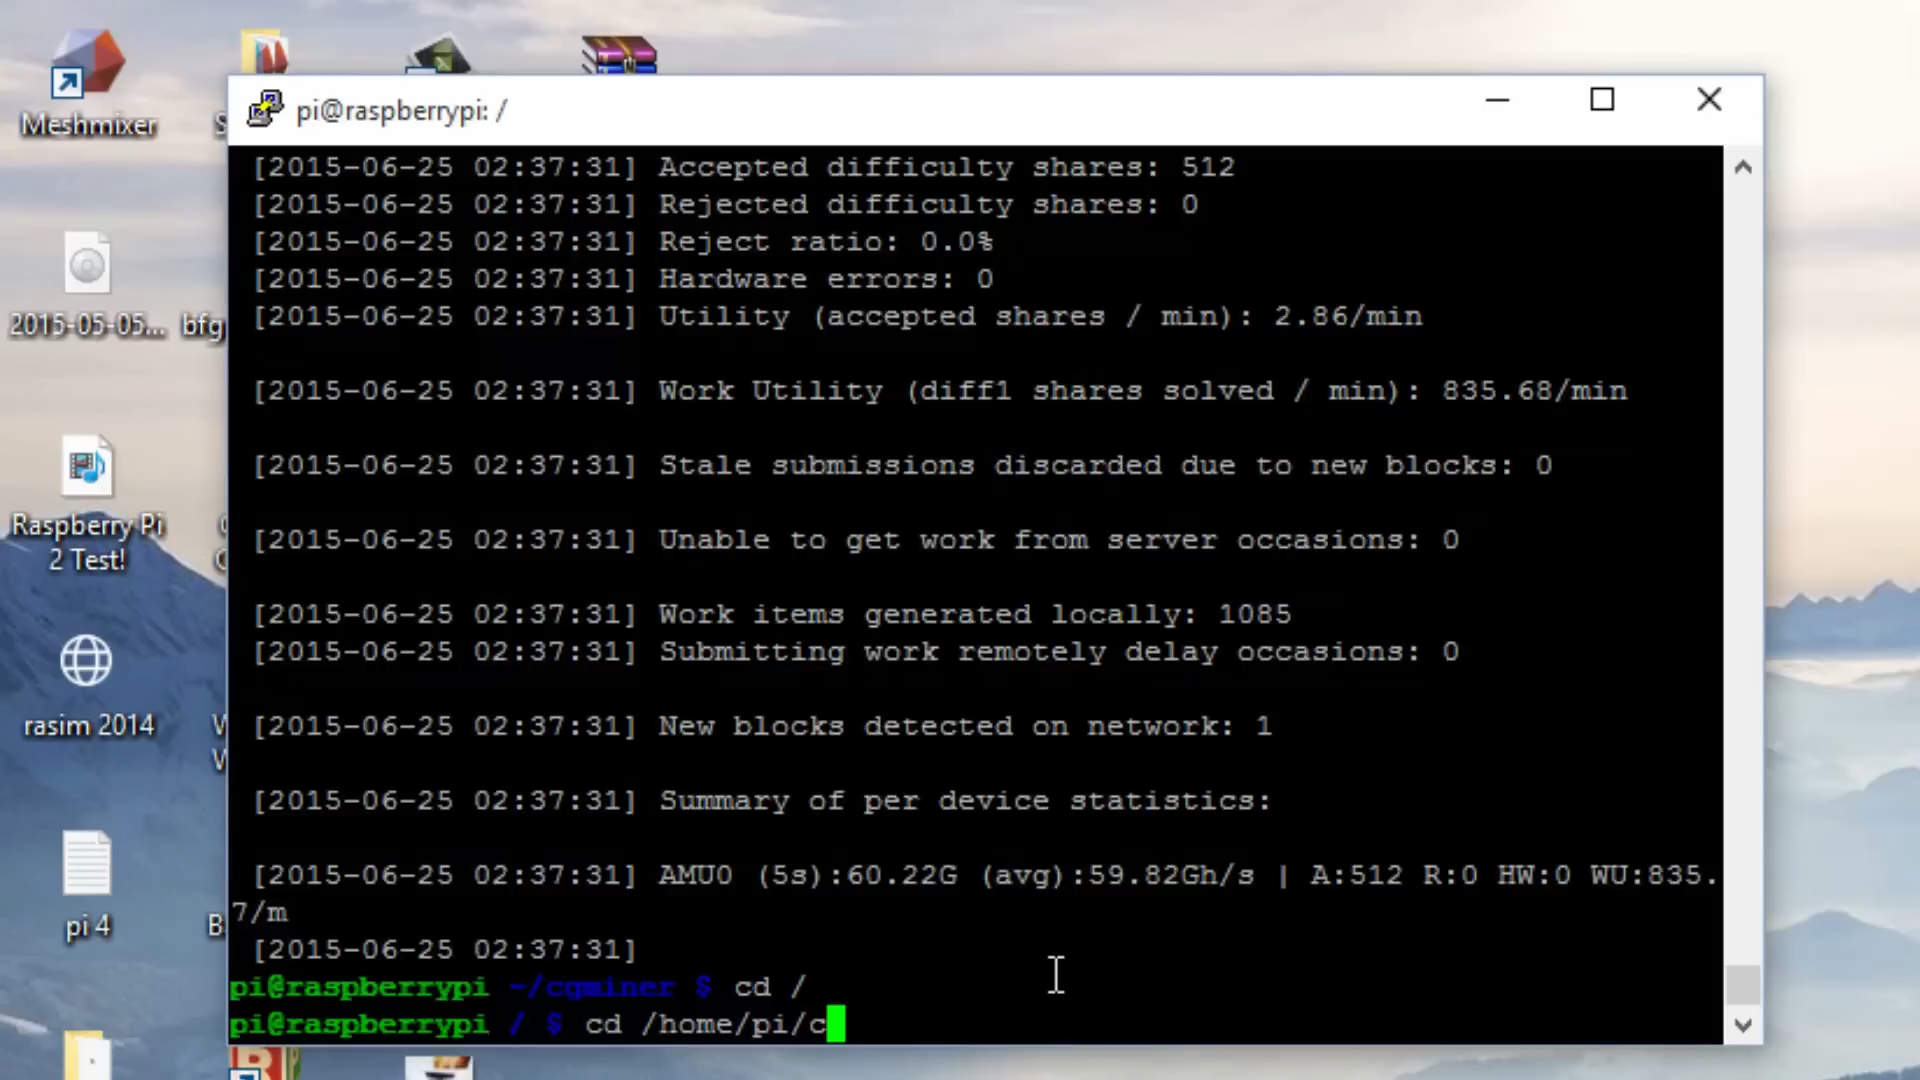 Meshmixer
pi@raspberrypi: /
[2015-06-25 02:37:31] Accepted difficulty shares: 512
[2015-06-25 02:37:31] Rejected difficulty shares: 0
[2015-06-25 02:37:31] Reject ratio: 0.0%
[2015-06-25 02:37:31] Hardware errors: 0
[2015-06-25 02:37:31] Utility (accepted shares / min): 2.86/min
[2015-06-25 02:37:31] Work Utility (diff1 shares solved / min): 835.68/min
[2015-06-25 02:37:31] Stale submissions discarded due to new blocks: 0
[2015-06-25 02:37:31] Unable to get work from server occasions: 0
[2015-06-25 02:37:31] Work items generated locally: 1085
[2015-06-25 02:37:31] Submitting work remotely delay occasions: 0
[2015-06-25 02:37:31] New blocks detected on network: 1
[2015-06-25 02:37:31] Summary of per device statistics:
[2015-06-25 02:37:31] AMU0 (5s):60.22G (avg):59.82Gh/s | A:512 R:0 HW:0 WU:835.
7/m
[2015-06-25 02:37:31]
pi@raspberrypi ~/cgminer $ cd /
pi@raspberrypi / $ cd /home/pi/c
2015-05-05...
bfg
Raspberry Pi
2 Test!
rasim 2014
pi 4